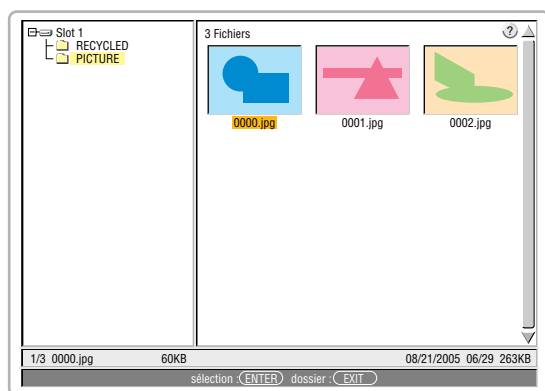 Slot 1
RECYCLED
PICTURE
3 Fichiers
?
0000.jpg 0001.jpg 0002.jpg
1/3 0000.jpg 60KB 08/21/2005 06/29 263KB
sélection :ENTER dossier : EXIT